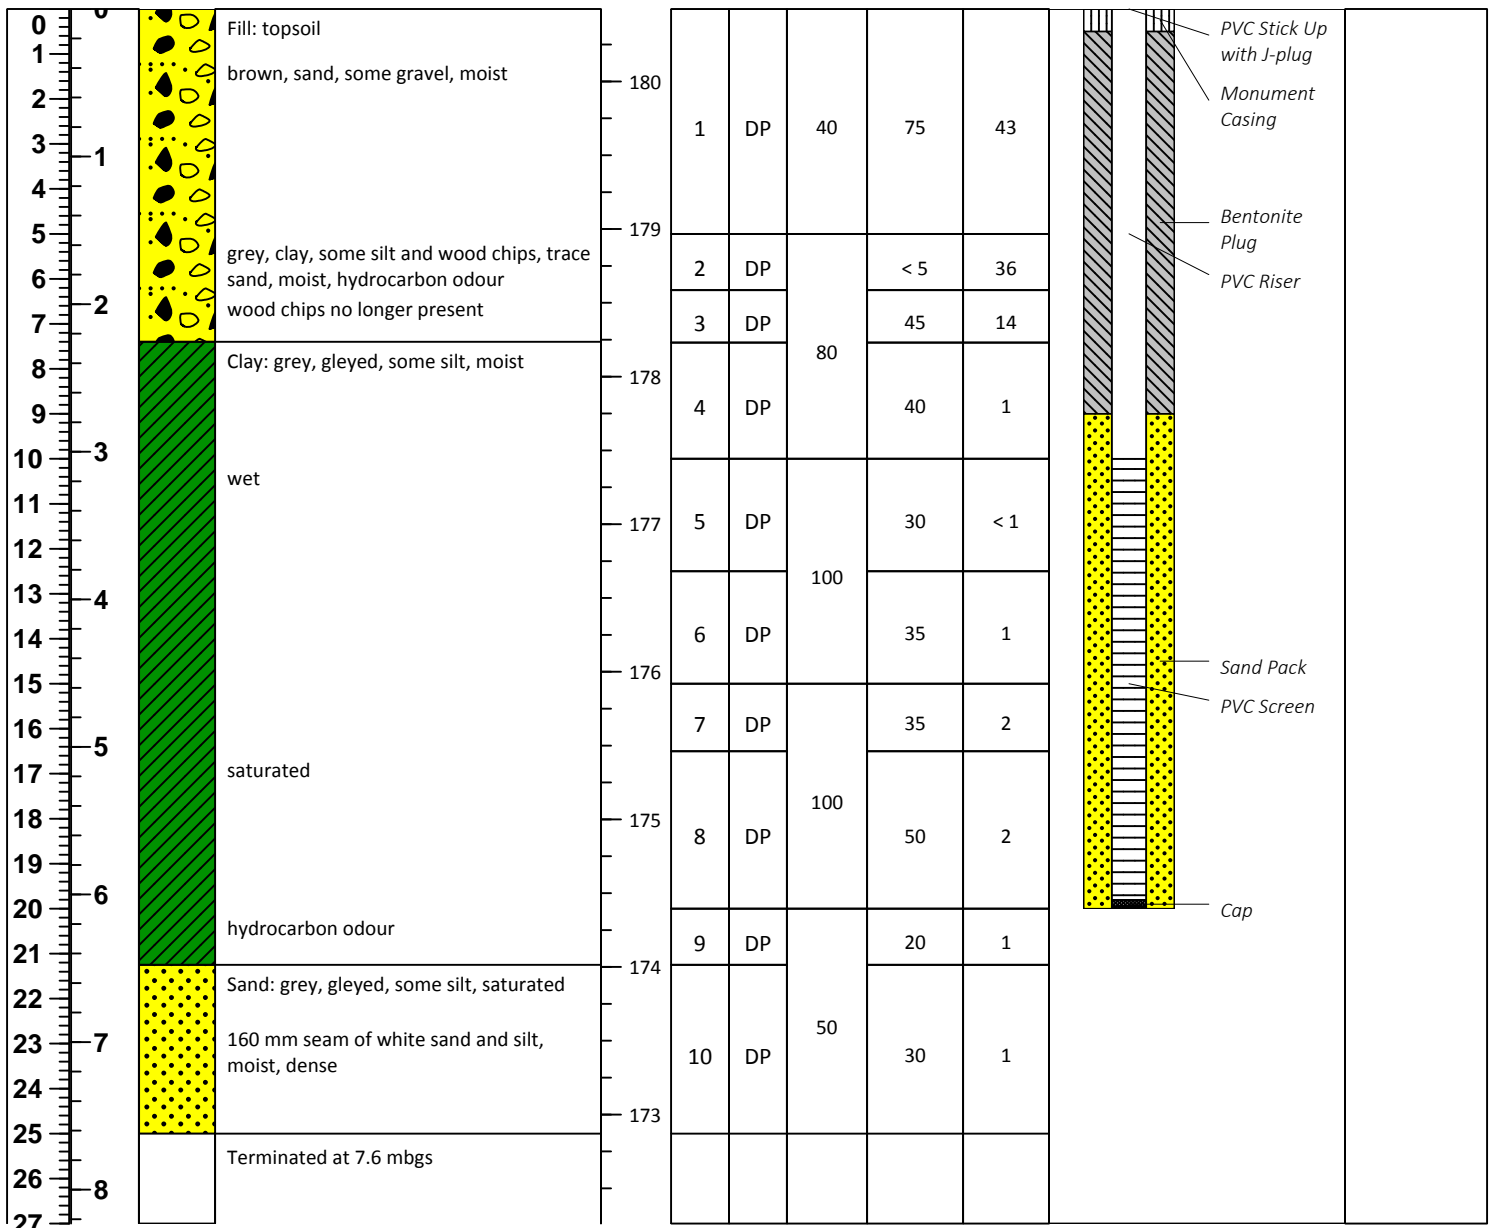 0
1
2
3
4
5
6
7
8
9
10
11
12
13
14
15
16
17
18
19
20
21
22
23
24
25
26
27
0
1
2
3
4
5
6
7
8
Fill: topsoil
brown, sand, some gravel, moist
grey, clay, some silt and wood chips, trace
sand, moist, hydrocarbon odour
wood chips no longer present
Clay: grey, gleyed, some silt, moist
wet
saturated
hydrocarbon odour
Sand: grey, gleyed, some silt, saturated
160 mm seam of white sand and silt,
moist, dense
Terminated at 7.6 mbgs
180
179
178
177
176
175
174
173
1 DP 40 75 43
2 DP < 5 36
3 DP 45 14
80
4 DP 40 1
5 DP 30 < 1
100
6 DP 35 1
7 DP 35 2
100
8 DP 50 2
9 DP 20 1
50
10 DP 30 1
PVC Stick Up
with J-plug
Monument
Casing
Bentonite
Plug
PVC Riser
Sand Pack
PVC Screen
Cap